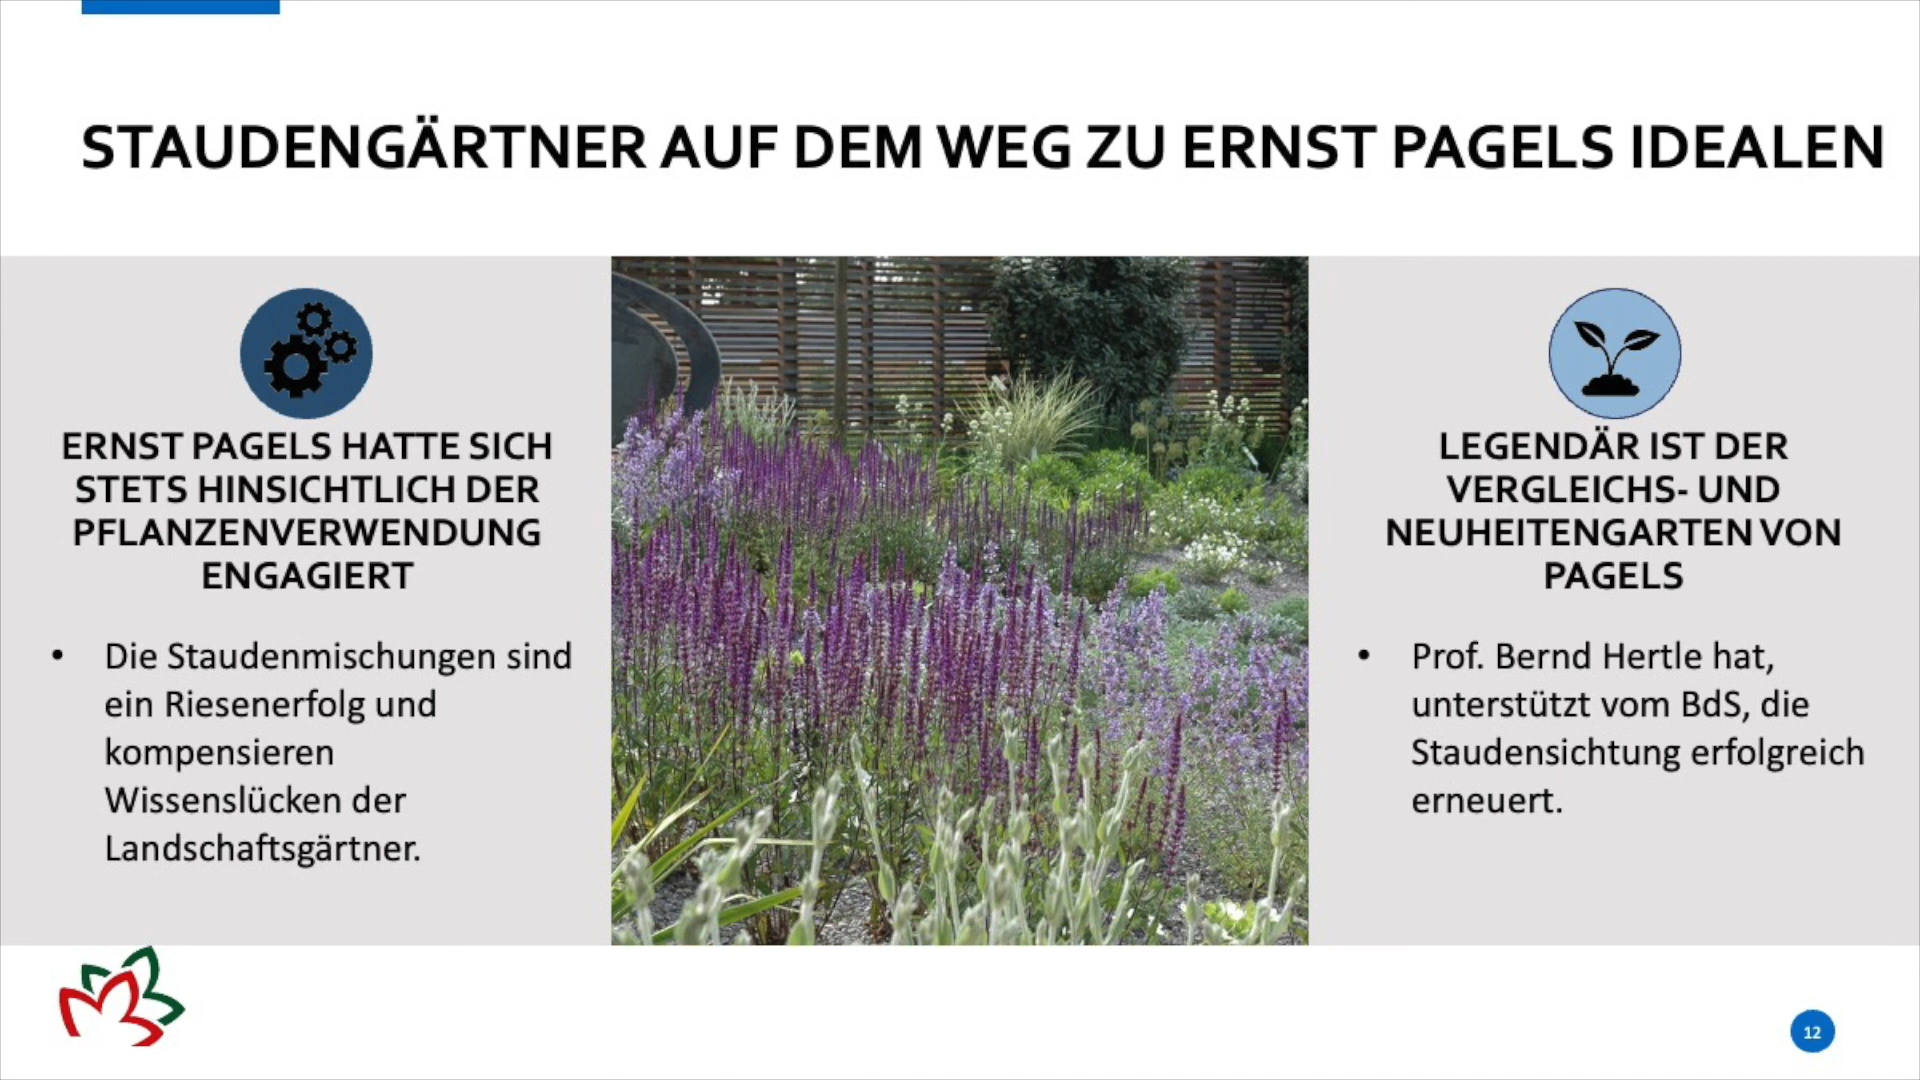 STAUDENGÄRTNER AUF DEM WEG ZU ERNST PAGELS IDEALEN
ERNST PAGELS HATTE SICH
STETS HINSICHTLICH DER
PFLANZENVERWENDUNG
ENGAGIERT
• Die Staudenmischungen sind
ein Riesenerfolg und
kompensieren
Wissenslücken der
Landschaftsgärtner.
LEGENDÄR IST DER
VERGLEICHS- UND
NEUHEITENGARTEN VON
PAGELS
• Prof. Bernd Hertle hat,
unterstützt vom BdS, die
Staudensichtung erfolgreich
erneuert.
12